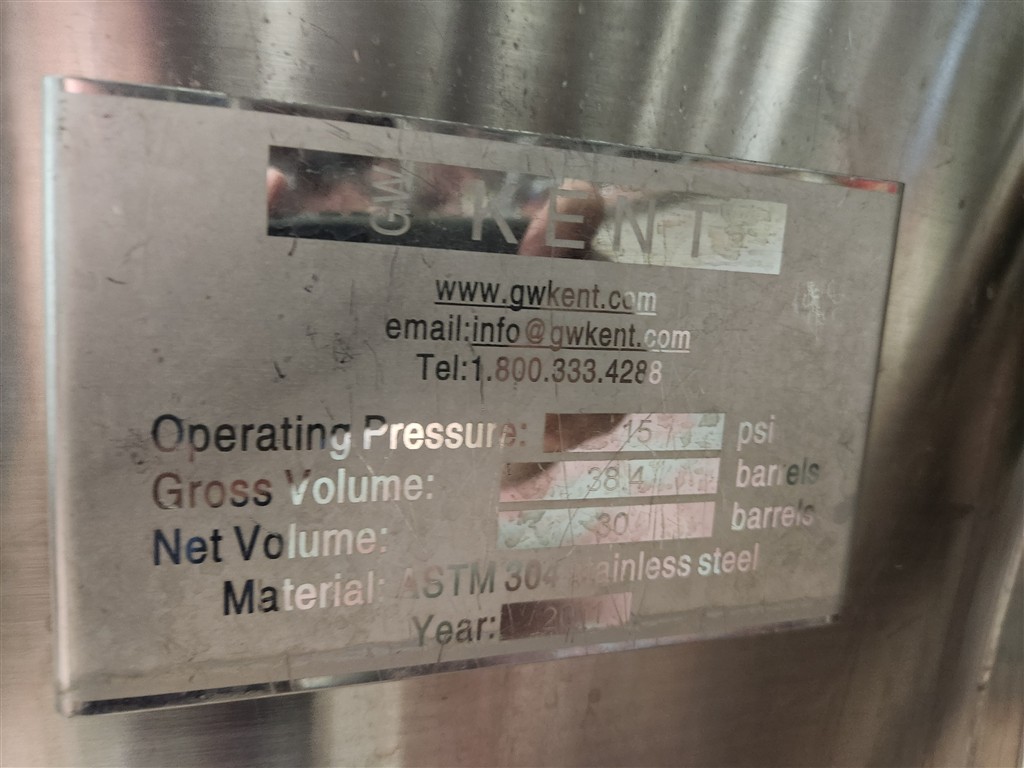 GW KENT
www.gwkent.com
email:info@gwkent.com
Tel:1.800.333.4288
Operating Pressure: 15 psi
Gross Volume: 38.4 barrels
Net Volume: 30 barrels
Material: ASTM 304 stainless steel
Year: